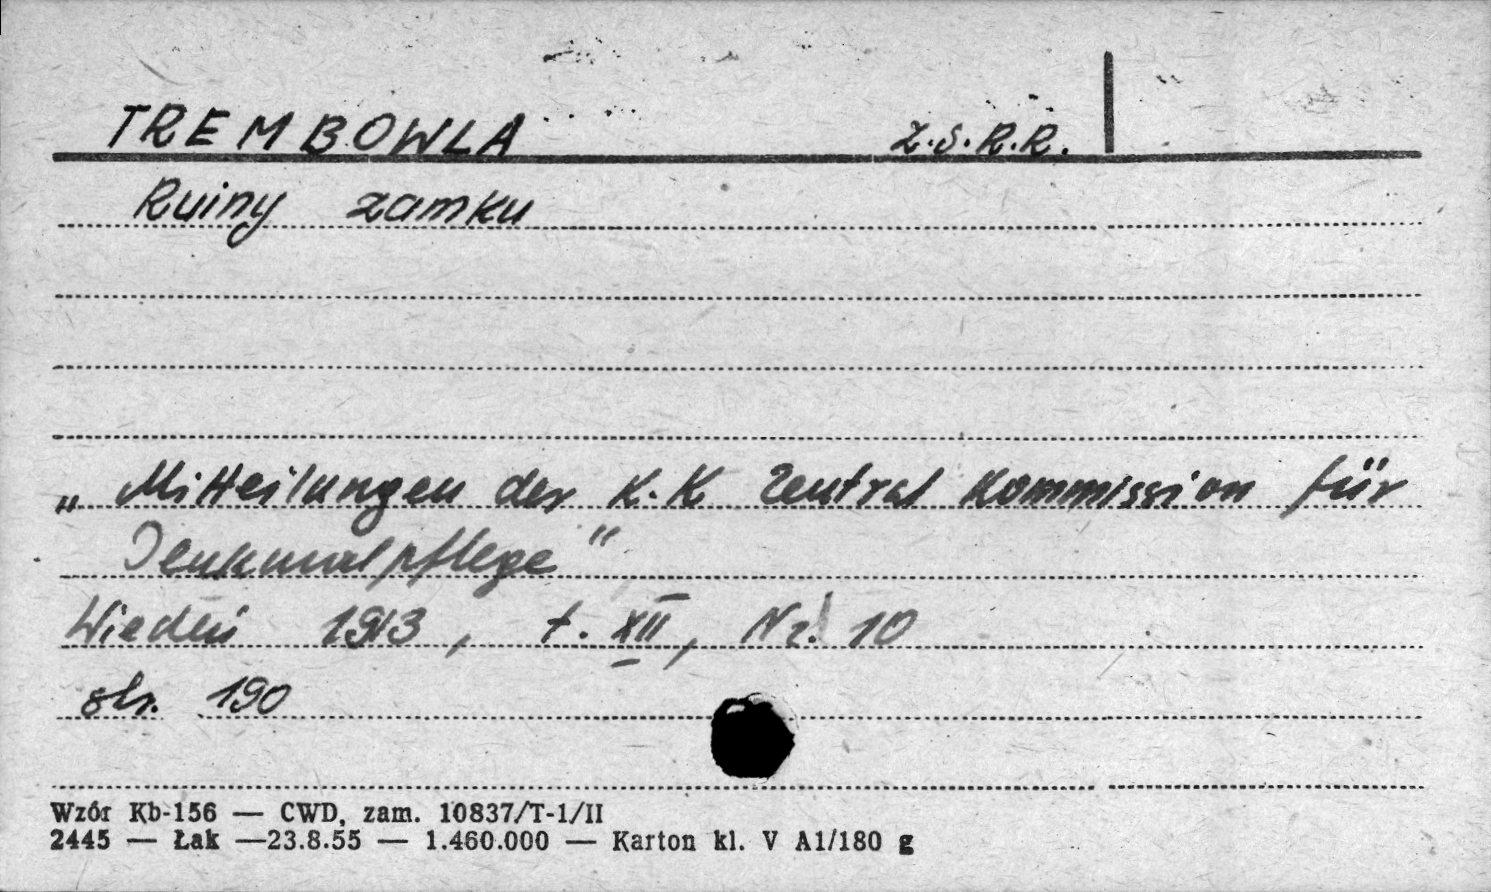 TREMBOWLA Z.S.R.R.
Ruiny zamku
„Mitteilungen der K.K Zentral Kommission für
Denkmalpflege"
Wiedeń 1913, t. XII, Nr. 10
str. 190
Wzór Kb-156 — CWD, zam. 10837/T-1/II
2445 — Łak —23.8.55 — 1.460.000 — Karton kl. V A1/180 g